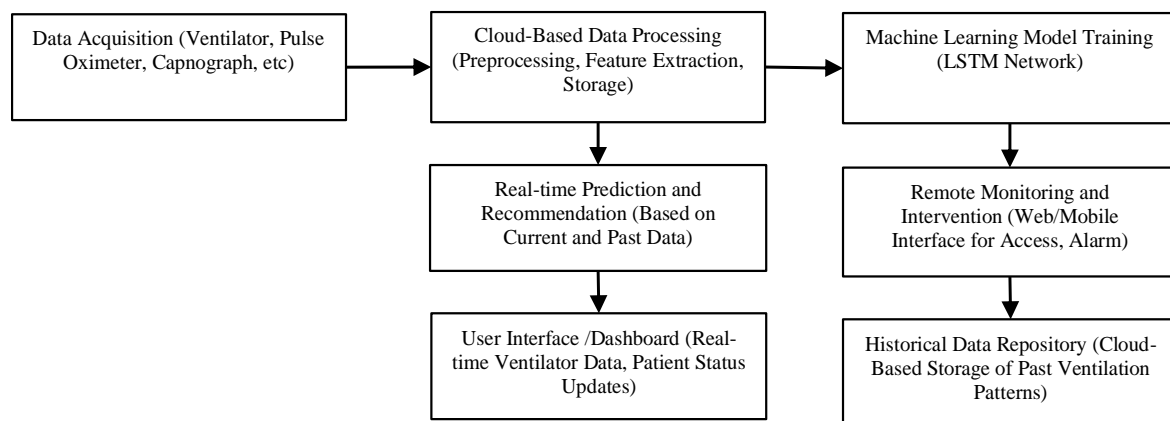 Data Acquisition (Ventilator, Pulse
Oximeter, Capnograph, etc)
Cloud-Based Data Processing
(Preprocessing, Feature Extraction,
Storage)
Machine Learning Model Training
(LSTM Network)
Real-time Prediction and
Recommendation (Based on
Current and Past Data)
Remote Monitoring and
Intervention (Web/Mobile
Interface for Access, Alarm)
User Interface /Dashboard (Real-
time Ventilator Data, Patient Status
Updates)
Historical Data Repository (Cloud-
Based Storage of Past Ventilation
Patterns)